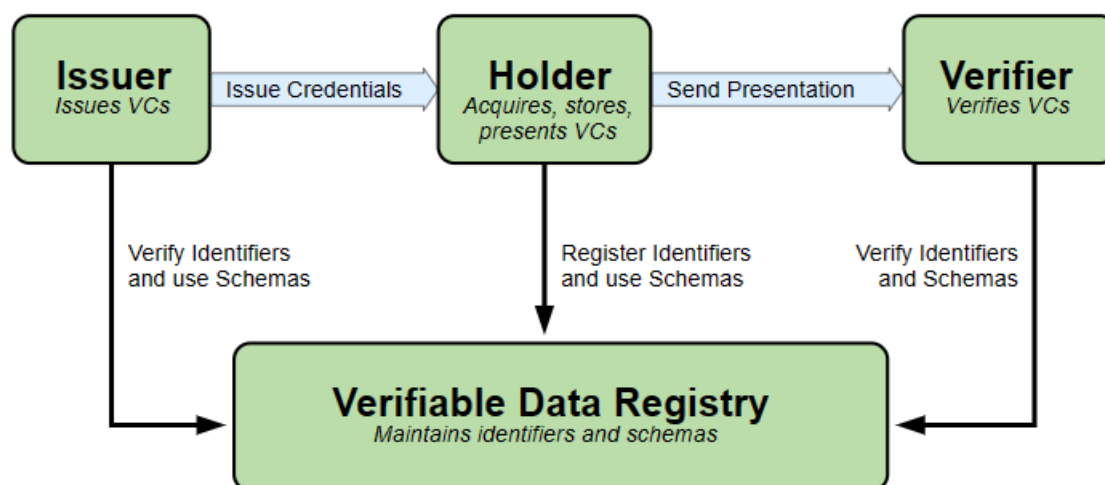 Issuer
Issues VCs
Issue Credentials
Holder
Acquires, stores,
presents VCs
Send Presentation
Verifier
Verifies VCs
Verify Identifiers
and use Schemas
Register Identifiers
and use Schemas
Verify Identifiers
and Schemas
Verifiable Data Registry
Maintains identifiers and schemas